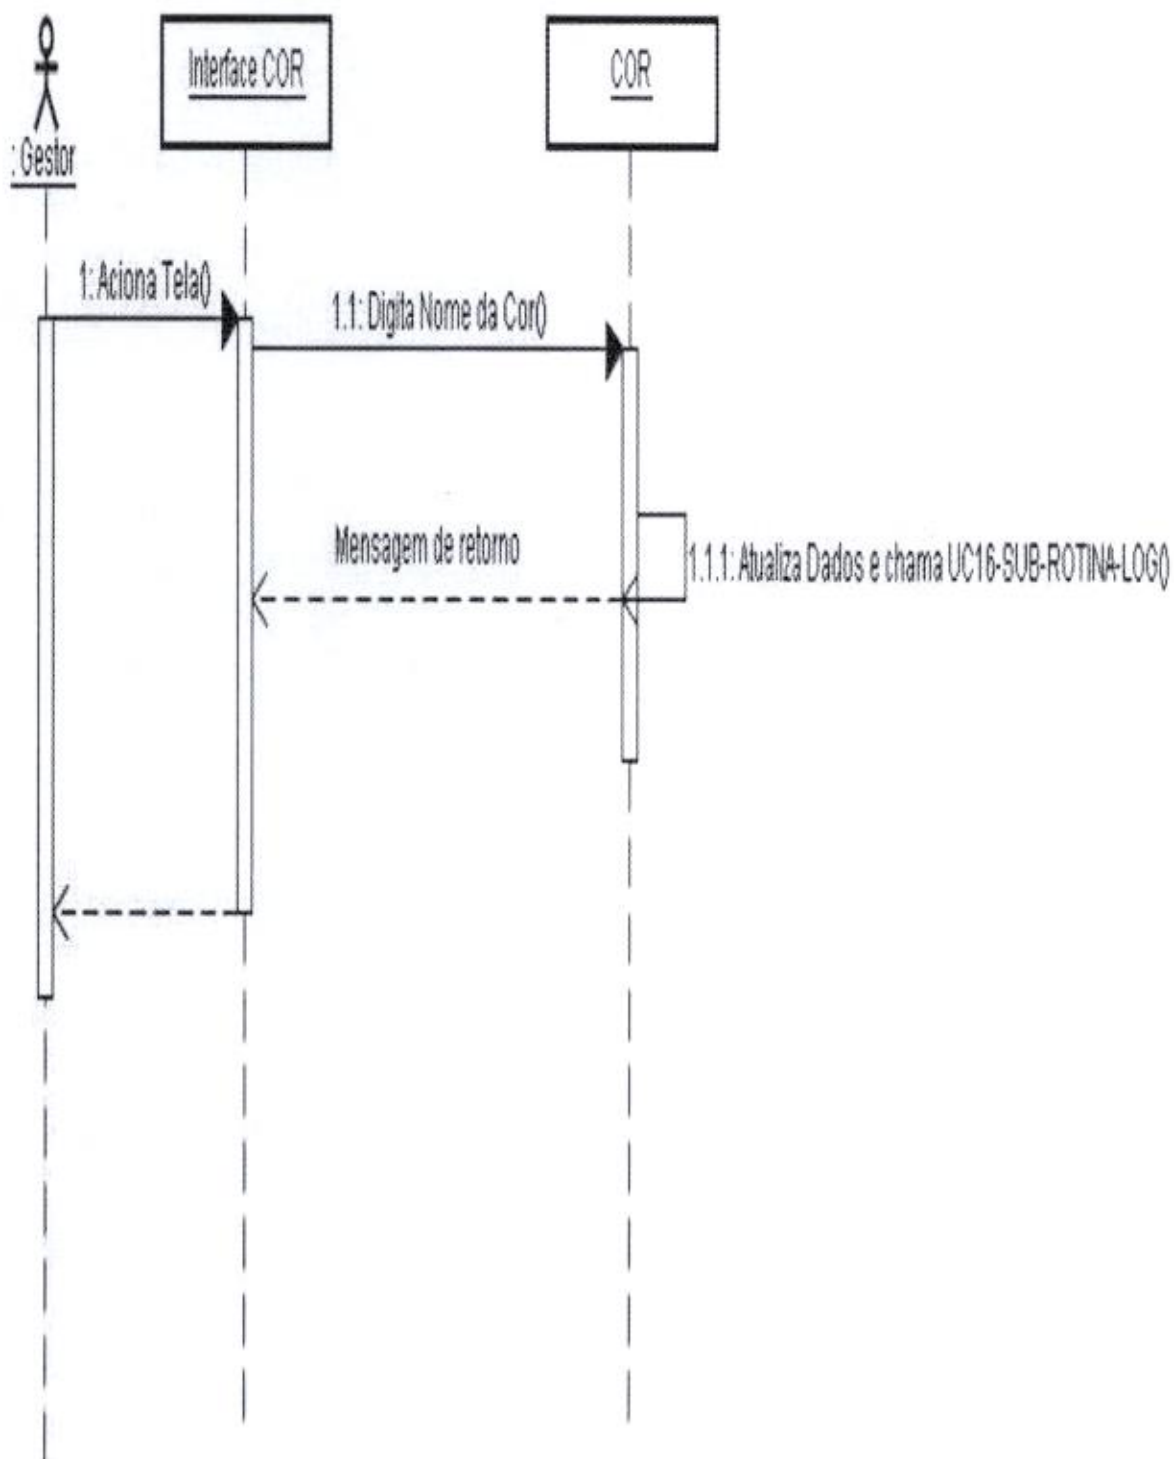 Interface COR
COR
: Gestor
1: Aciona Tela()
1.1: Digita Nome da Cor()
Mensagem de retorno
1.1.1: Atualiza Dados e chama UC16-SUB-ROTINA-LOG()